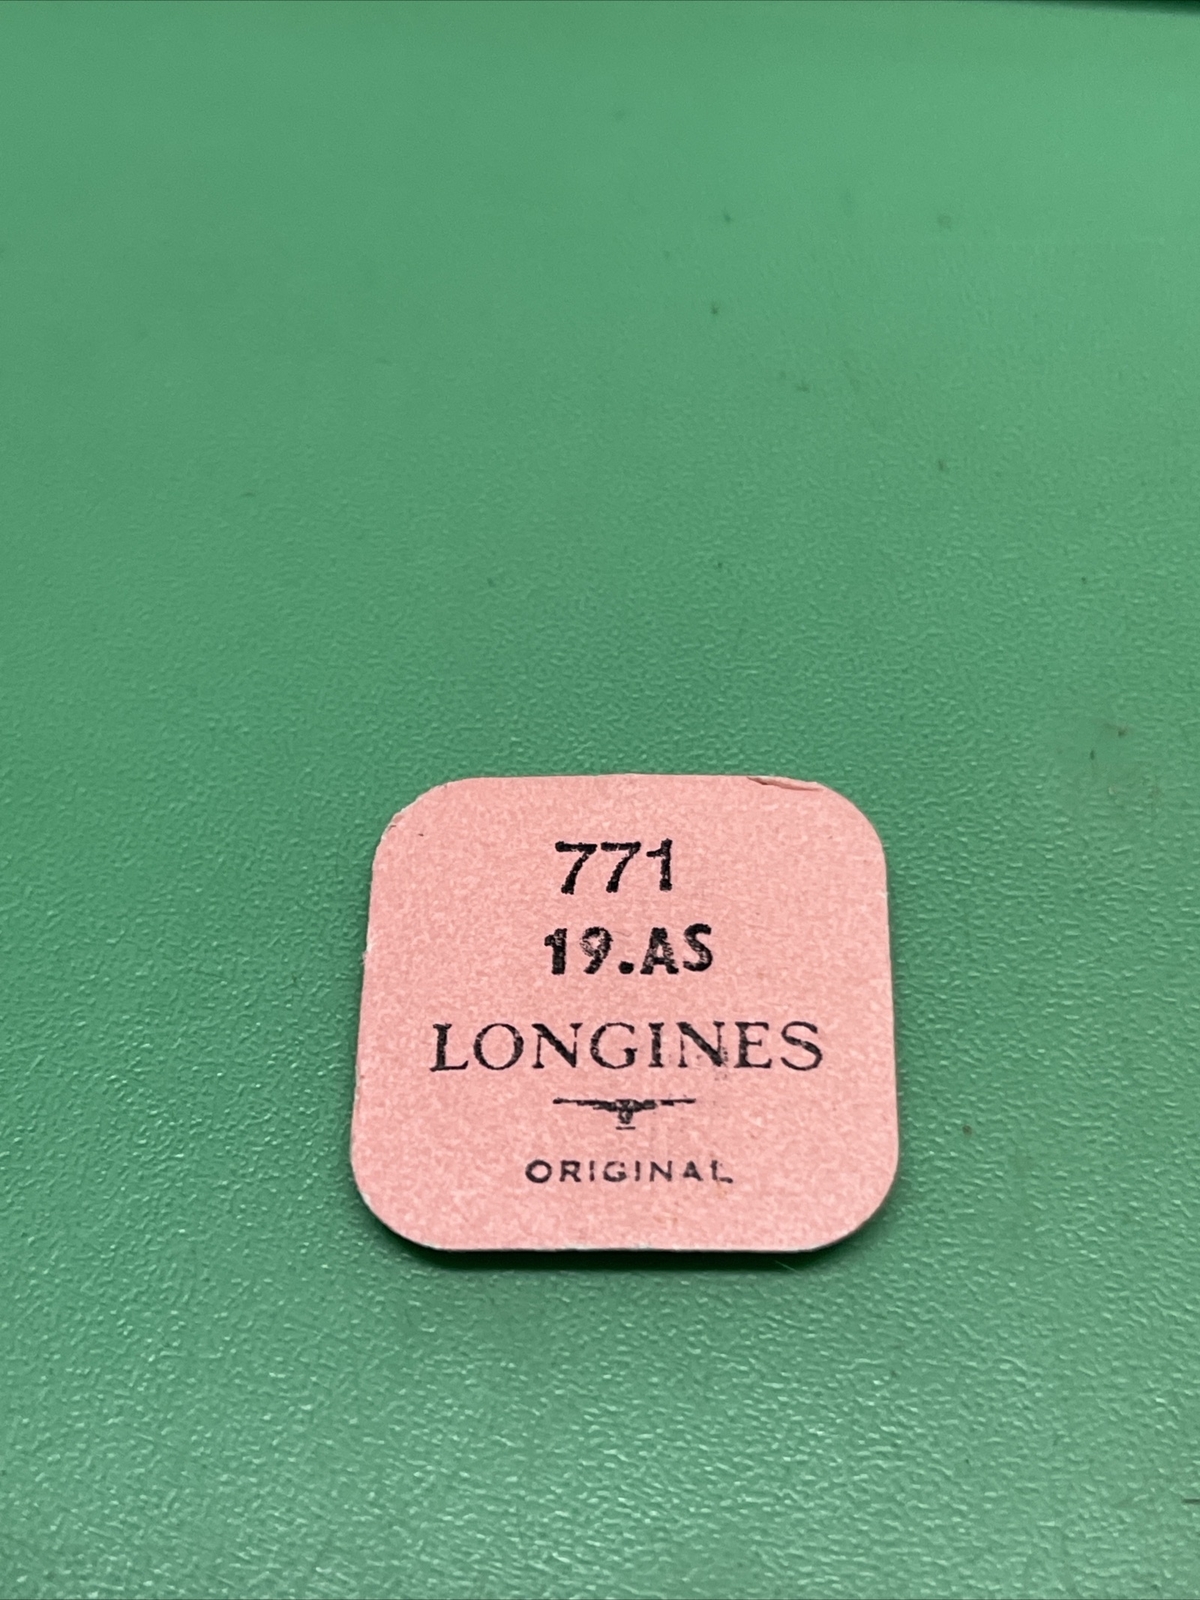 771
19.AS
LONGINES
ORIGINAL